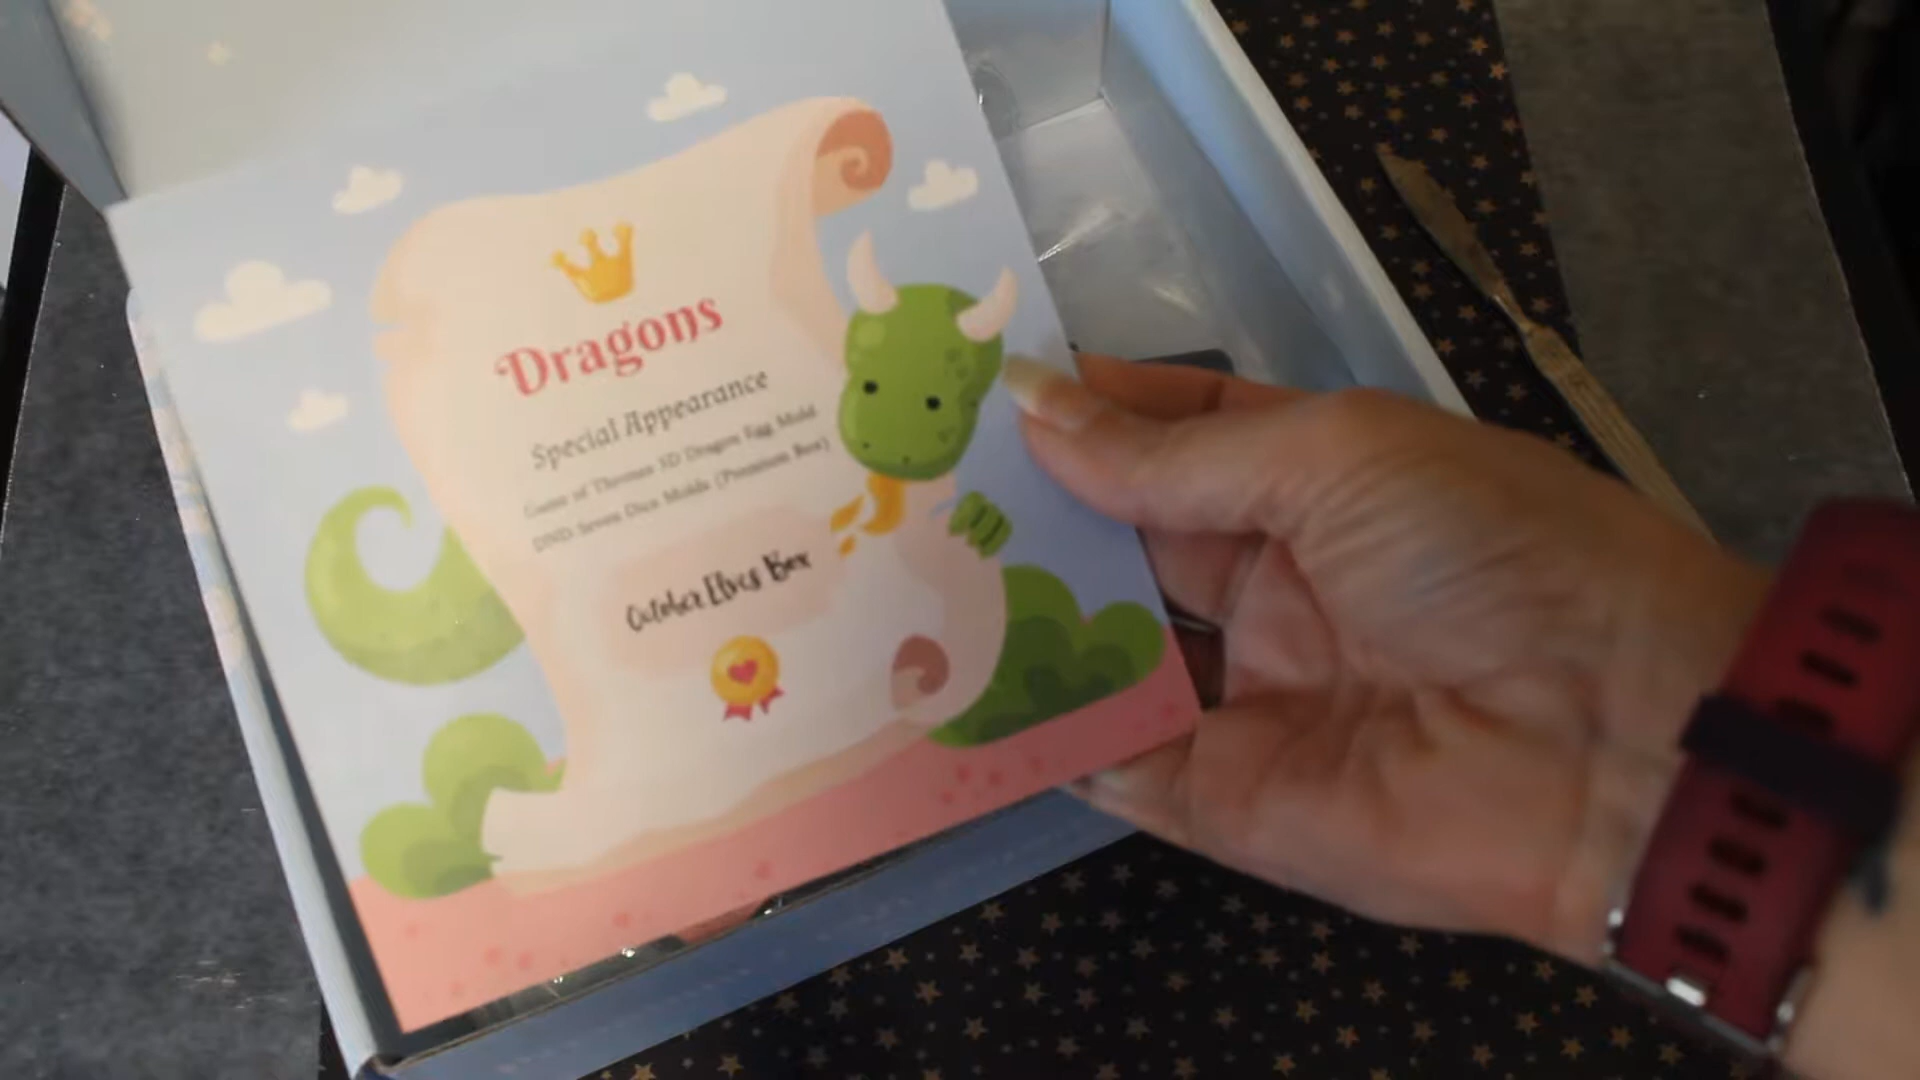 Dragons
Special Appearance
Game of Thrones 3D Dragon Egg Mold
DND Seven Dice Molds (Premium Box)
October Elves Box